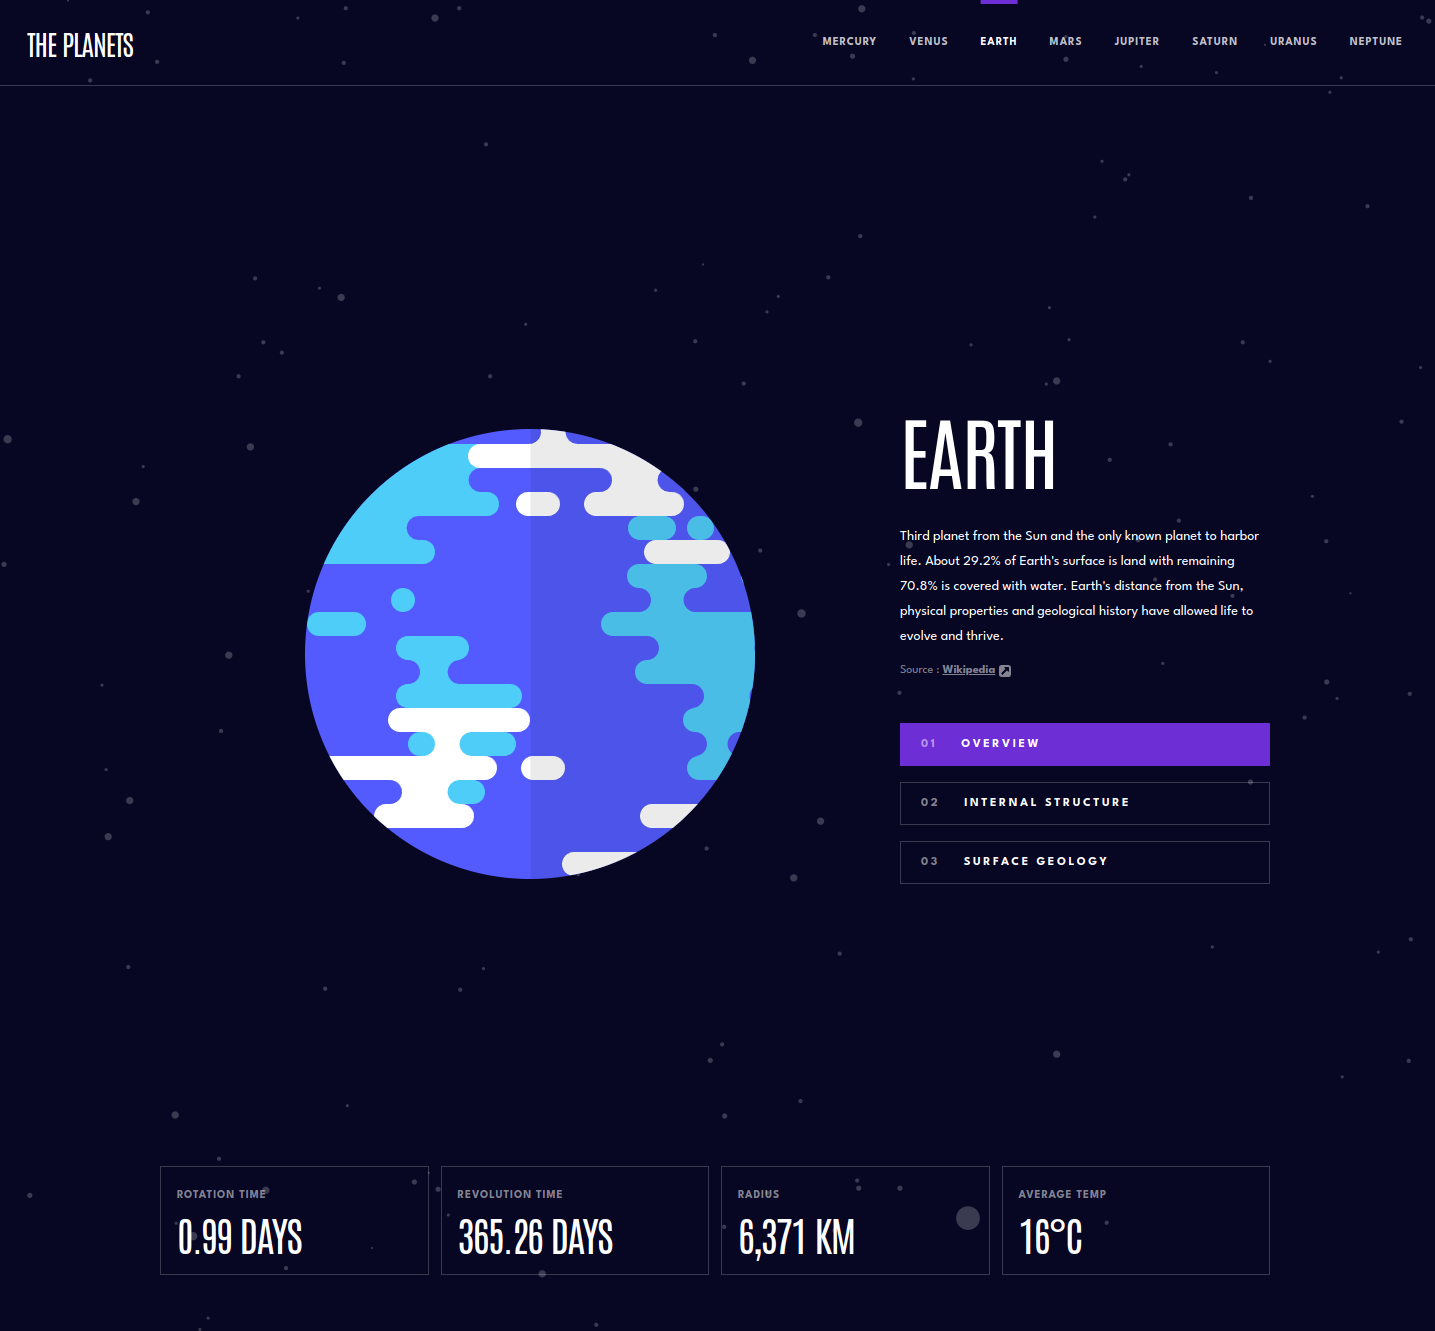 THE PLANETS
MERCURY VENUS EARTH MARS JUPITER SATURN URANUS NEPTUNE
EARTH
Third planet from the Sun and the only known planet to harbor
life. About 29.2% of Earth's surface is land with remaining
70.8% is covered with water. Earth's distance from the Sun,
physical properties and geological history have allowed life to
evolve and thrive.
Source : Wikipedia
01 OVERVIEW
02 INTERNAL STRUCTURE
03 SURFACE GEOLOGY
ROTATION TIME
0.99 DAYS
REVOLUTION TIME
365.26 DAYS
RADIUS
6,371 KM
AVERAGE TEMP
16°C